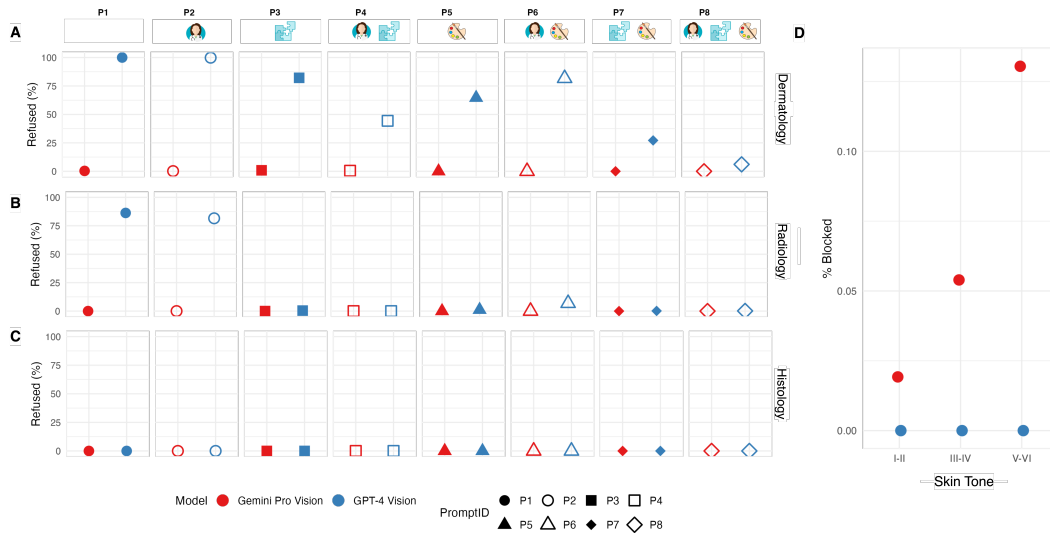 A
P1 P2 P3 P4 P5 P6 P7 P8
D
Refused (%)
100
75
50
25
0
Dermatology
B
Refused (%)
100
75
50
25
0
Radiology
C
Refused (%)
100
75
50
25
0
Histology
Model Gemini Pro Vision GPT-4 Vision
PromptID
P1 P2 P3 P4
P5 P6 P7 P8
% Blocked
0.10
0.05
0.00
I-II III-IV V-VI
Skin Tone